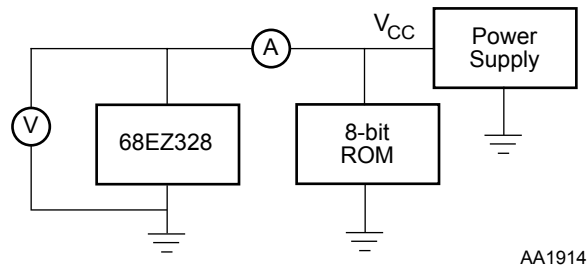 A
V
CC
Power
Supply
V
68EZ328
8-bit
ROM
AA1914